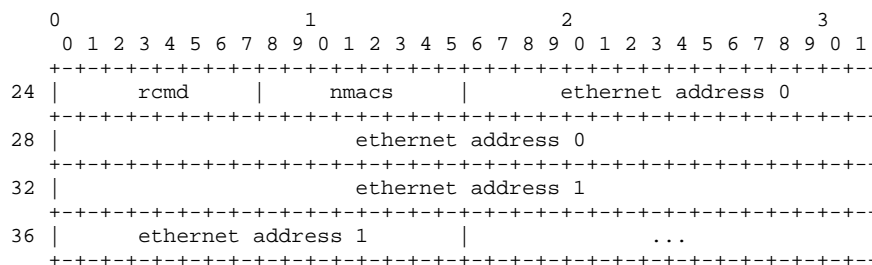 0                   1                   2                   3
 0 1 2 3 4 5 6 7 8 9 0 1 2 3 4 5 6 7 8 9 0 1 2 3 4 5 6 7 8 9 0 1
+-+-+-+-+-+-+-+-+-+-+-+-+-+-+-+-+-+-+-+-+-+-+-+-+-+-+-+-+-+-+-+-
24 |      rcmd     |     nmacs     |       ethernet address 0
+-+-+-+-+-+-+-+-+-+-+-+-+-+-+-+-+-+-+-+-+-+-+-+-+-+-+-+-+-+-+-+-
28 |                       ethernet address 0
+-+-+-+-+-+-+-+-+-+-+-+-+-+-+-+-+-+-+-+-+-+-+-+-+-+-+-+-+-+-+-+-
32 |                       ethernet address 1
+-+-+-+-+-+-+-+-+-+-+-+-+-+-+-+-+-+-+-+-+-+-+-+-+-+-+-+-+-+-+-+-
36 |      ethernet address 1       |              ...
+-+-+-+-+-+-+-+-+-+-+-+-+-+-+-+-+-+-+-+-+-+-+-+-+-+-+-+-+-+-+-+-